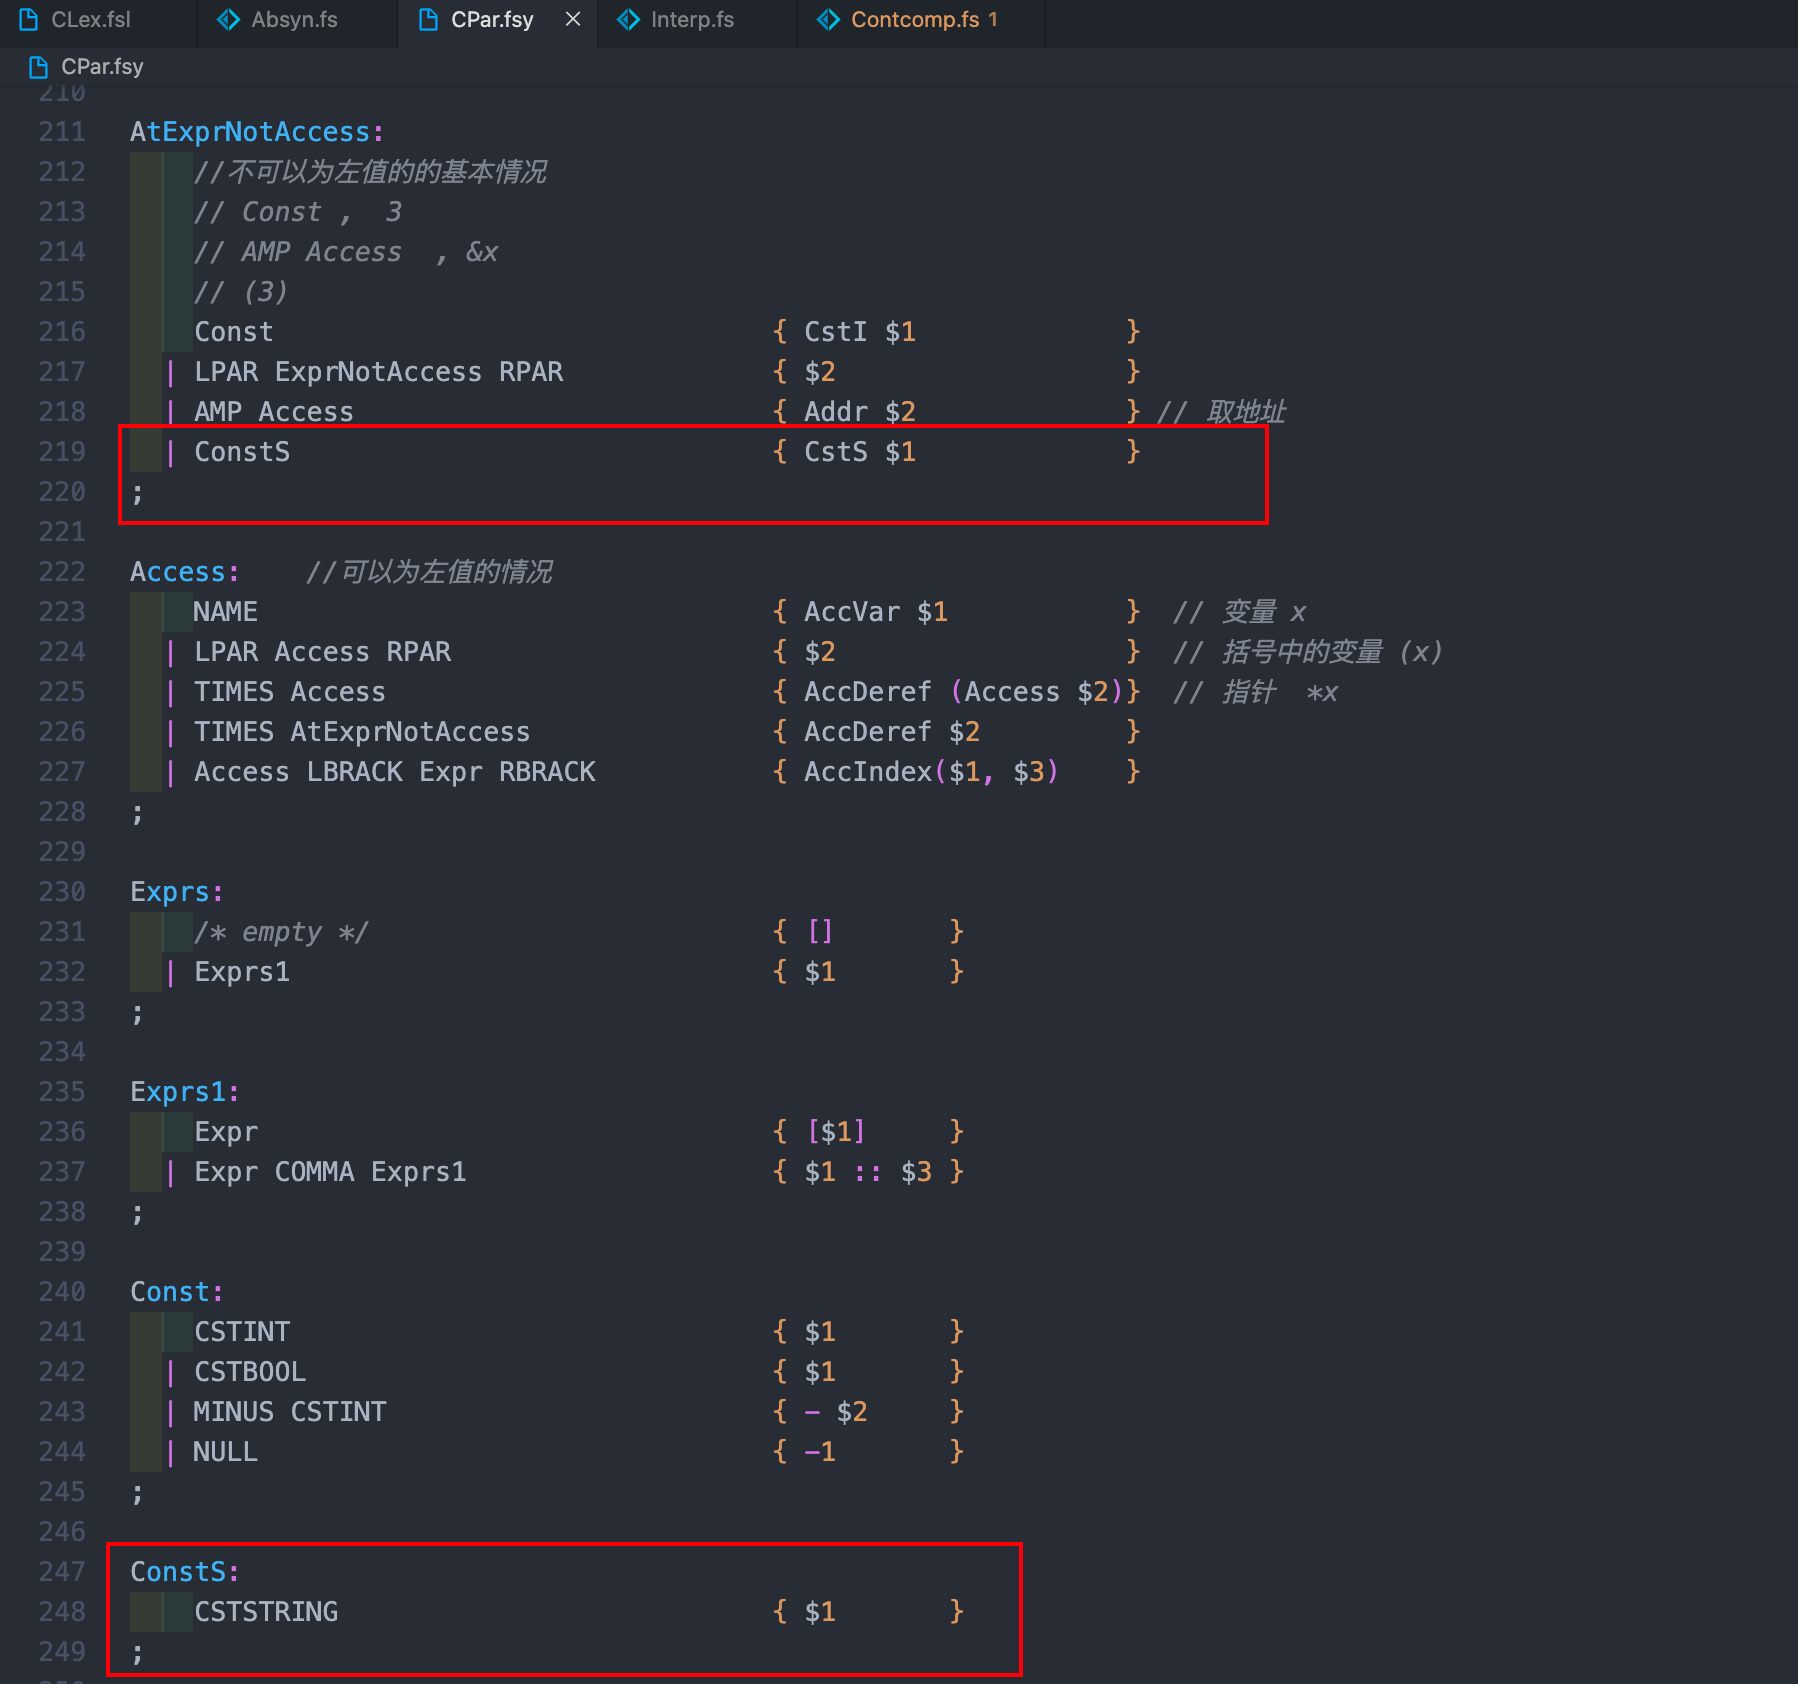 CLex.fsl Absyn.fs CPar.fsy Interp.fs Contcomp.fs 1
CPar.fsy
210
211 AtExprNotAccess:
212 //不可以为左值的的基本情况
213 // Const ,  3
214 // AMP Access  , &x
215 // (3)
216 Const { CstI $1 }
217 | LPAR ExprNotAccess RPAR { $2 }
218 | AMP Access { Addr $2 } // 取地址
219 | ConstS { CstS $1 }
220 ;
221
222 Access: //可以为左值的情况
223 NAME { AccVar $1 } // 变量 x
224 | LPAR Access RPAR { $2 } // 括号中的变量 (x)
225 | TIMES Access { AccDeref (Access $2)} // 指针  *x
226 | TIMES AtExprNotAccess { AccDeref $2 }
227 | Access LBRACK Expr RBRACK { AccIndex($1, $3) }
228 ;
229
230 Exprs:
231 /* empty */ { [] }
232 | Exprs1 { $1 }
233 ;
234
235 Exprs1:
236 Expr { [$1] }
237 | Expr COMMA Exprs1 { $1 :: $3 }
238 ;
239
240 Const:
241 CSTINT { $1 }
242 | CSTBOOL { $1 }
243 | MINUS CSTINT { - $2 }
244 | NULL { -1 }
245 ;
246
247 ConstS:
248 CSTSTRING { $1 }
249 ;